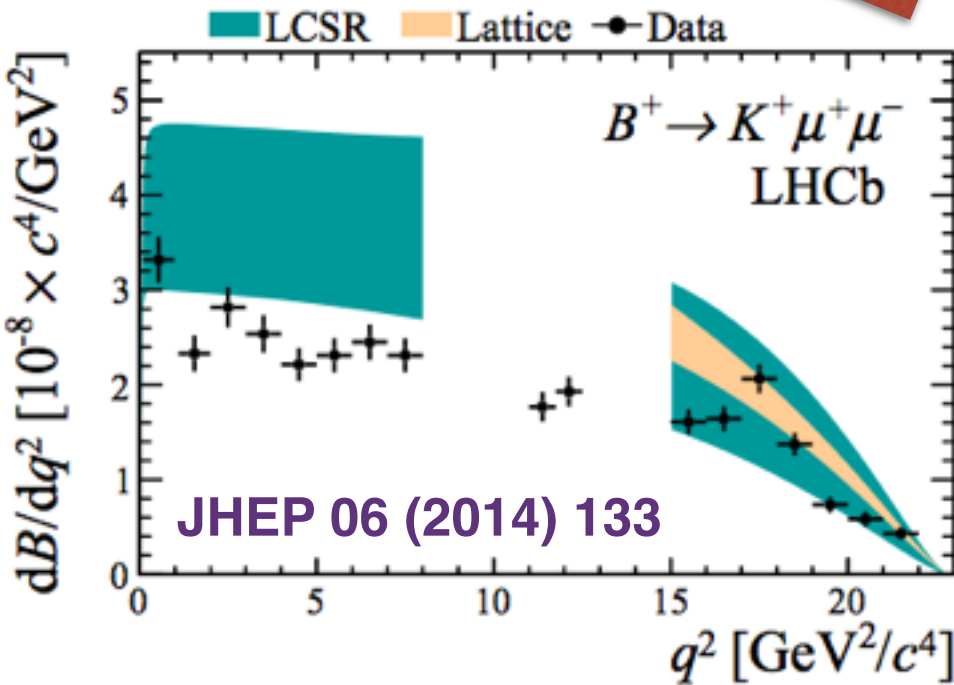 LCSR Lattice Data
B⁺ → K⁺μ⁺μ⁻
LHCb
dB/dq² [10⁻⁸ × c⁴/GeV²]
5
4
3
2
1
0
JHEP 06 (2014) 133
0 5 10 15 20
q² [GeV²/c⁴]